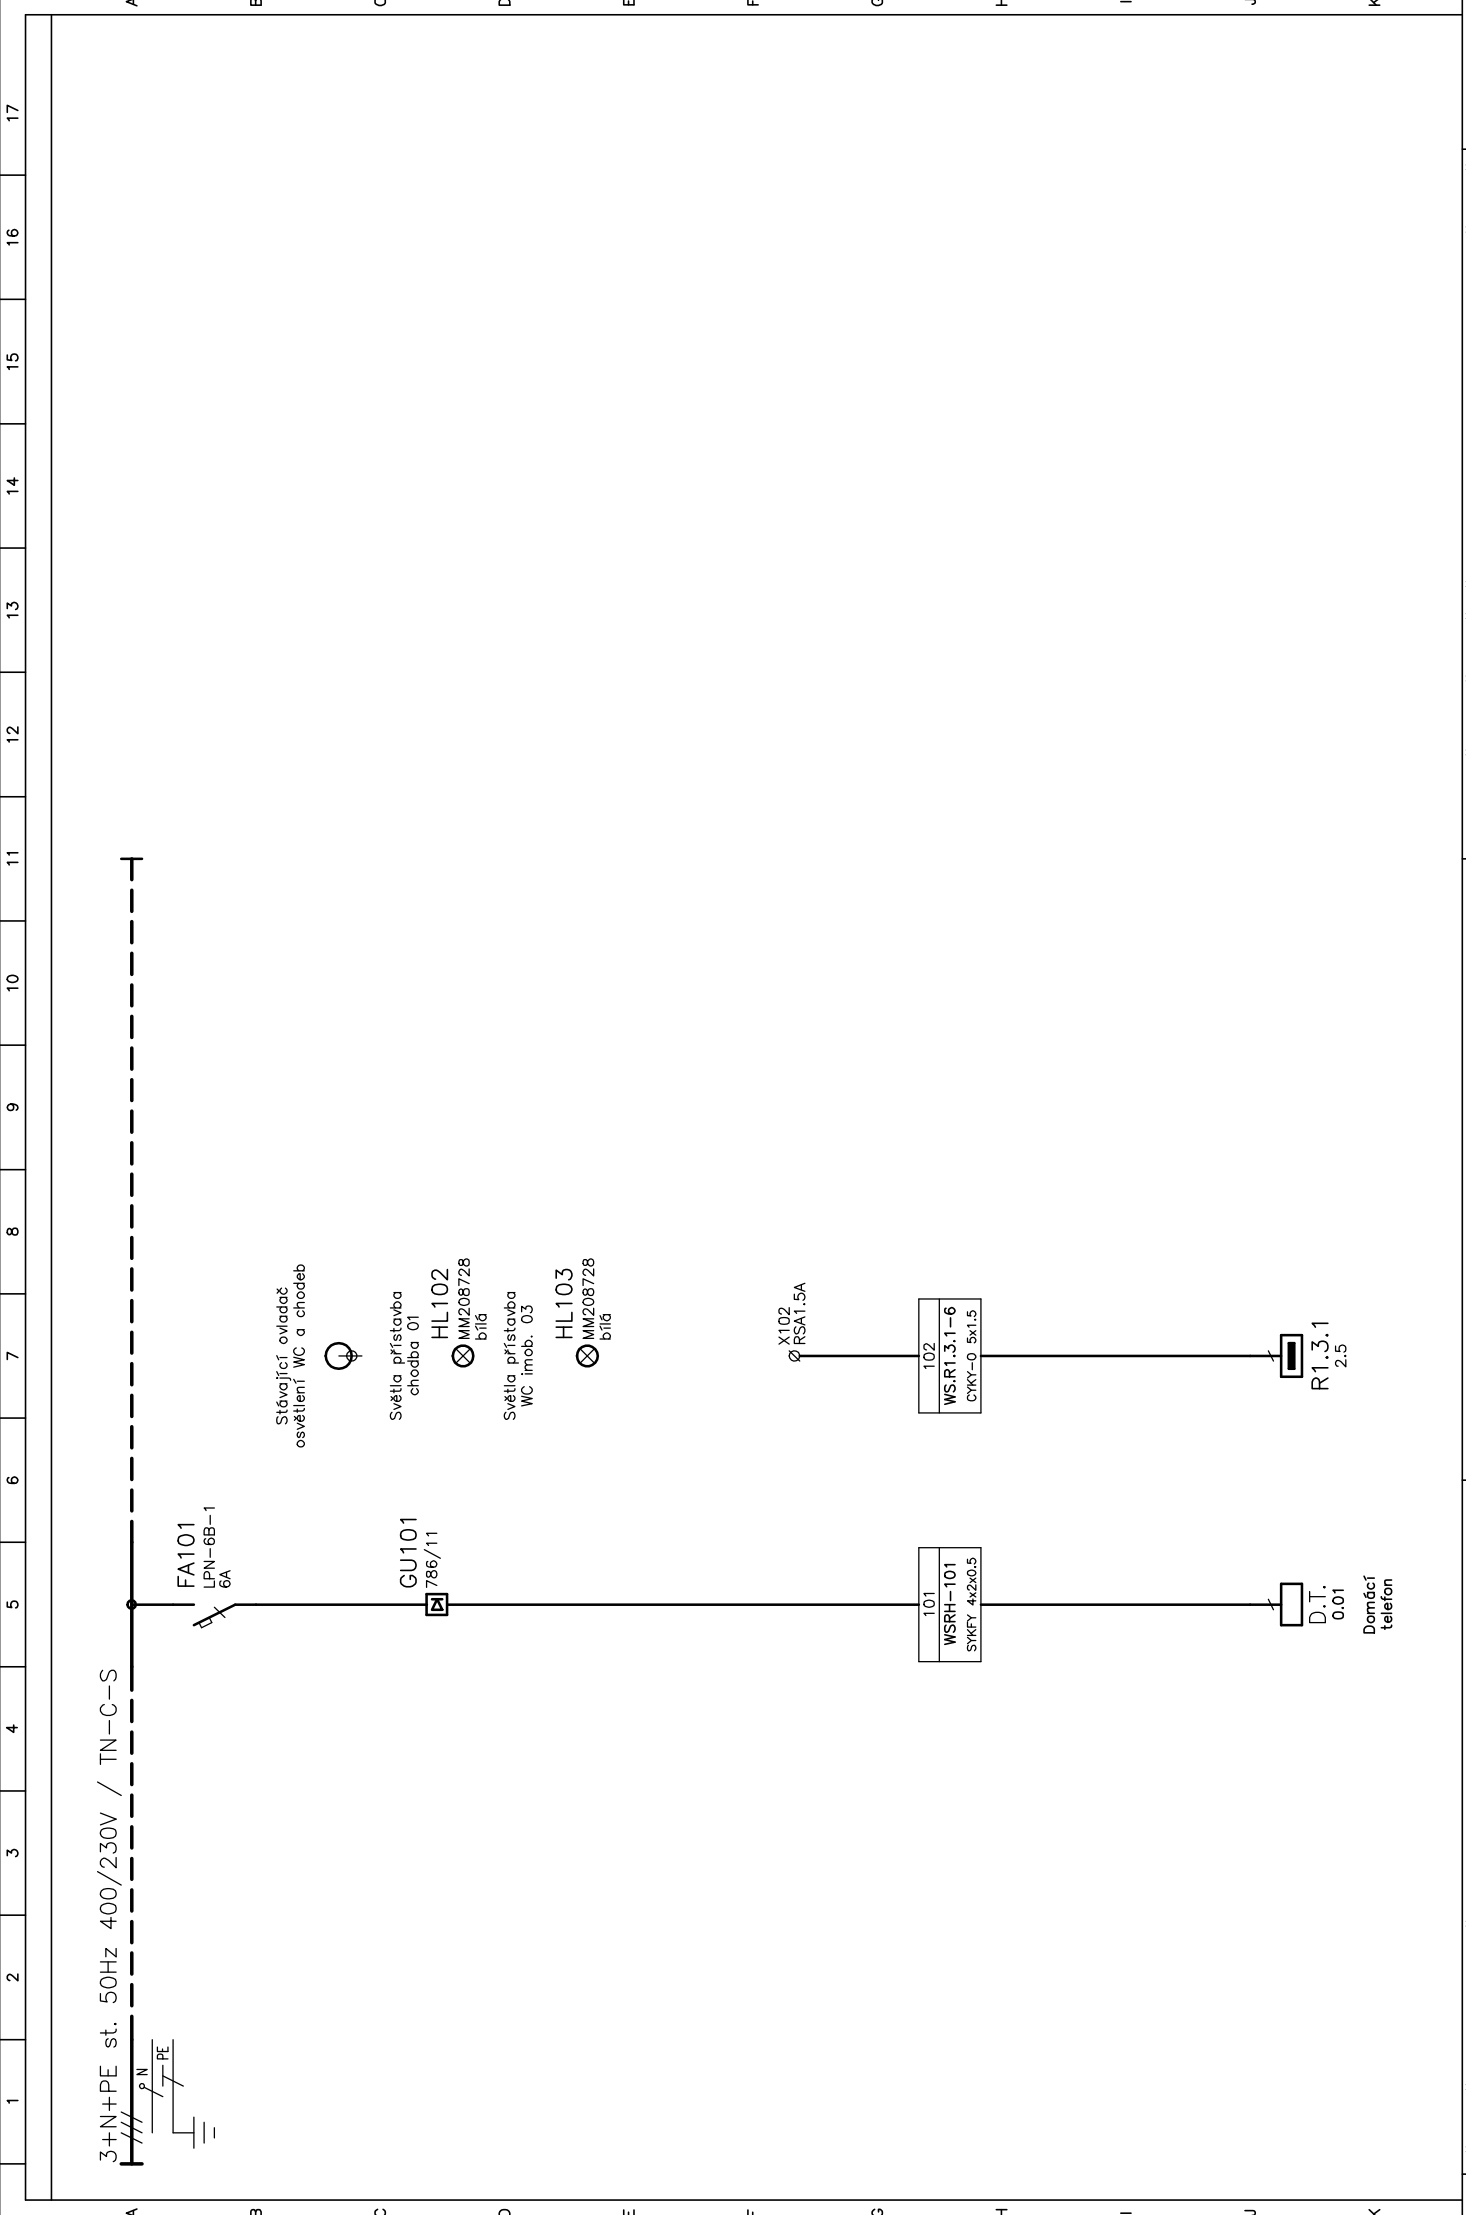 1 2 3 4 5 6 7 8 9 10 11 12 13 14 15 16 17
A
B
C
D
E
F
G
H
I
J
K
3+N+PE st. 50Hz 400/230V / TN-C-S
N
PE
FA101
LPN-6B-1
6A
GU101
786/11
101
WSRH-101
SYKFY 4x2x0.5
D.T.
0.01
Domácí
telefon
Stávající ovladač
osvětlení WC a chodeb
Světla přístavba
chodba 01
HL102
MM208728
bílá
Světla přístavba
WC imob. 03
HL103
MM208728
bílá
X102
RSA1.5A
102
WS.R1.3.1-6
CYKY-O 5x1.5
R1.3.1
2.5
A
B
C
D
E
F
G
H
I
J
K